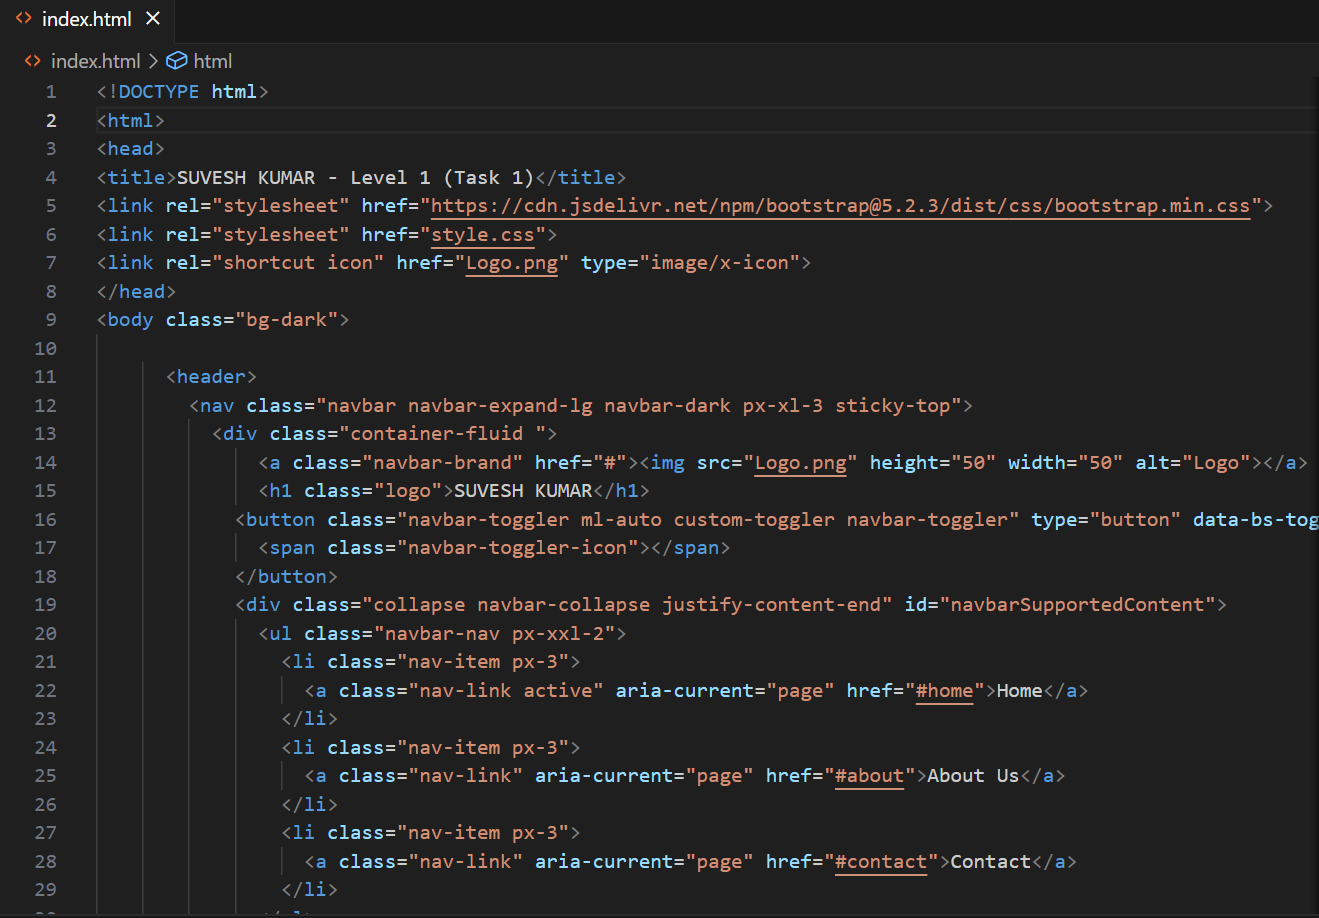 index.html
index.html > html
1 <!DOCTYPE html>
2 <html>
3 <head>
4 <title>SUVESH KUMAR - Level 1 (Task 1)</title>
5 <link rel="stylesheet" href="https://cdn.jsdelivr.net/npm/bootstrap@5.2.3/dist/css/bootstrap.min.css">
6 <link rel="stylesheet" href="style.css">
7 <link rel="shortcut icon" href="Logo.png" type="image/x-icon">
8 </head>
9 <body class="bg-dark">
10
11 <header>
12 <nav class="navbar navbar-expand-lg navbar-dark px-xl-3 sticky-top">
13 <div class="container-fluid ">
14 <a class="navbar-brand" href="#"><img src="Logo.png" height="50" width="50" alt="Logo"></a>
15 <h1 class="logo">SUVESH KUMAR</h1>
16 <button class="navbar-toggler ml-auto custom-toggler navbar-toggler" type="button" data-bs-tog
17 <span class="navbar-toggler-icon"></span>
18 </button>
19 <div class="collapse navbar-collapse justify-content-end" id="navbarSupportedContent">
20 <ul class="navbar-nav px-xxl-2">
21 <li class="nav-item px-3">
22 <a class="nav-link active" aria-current="page" href="#home">Home</a>
23 </li>
24 <li class="nav-item px-3">
25 <a class="nav-link" aria-current="page" href="#about">About Us</a>
26 </li>
27 <li class="nav-item px-3">
28 <a class="nav-link" aria-current="page" href="#contact">Contact</a>
29 </li>